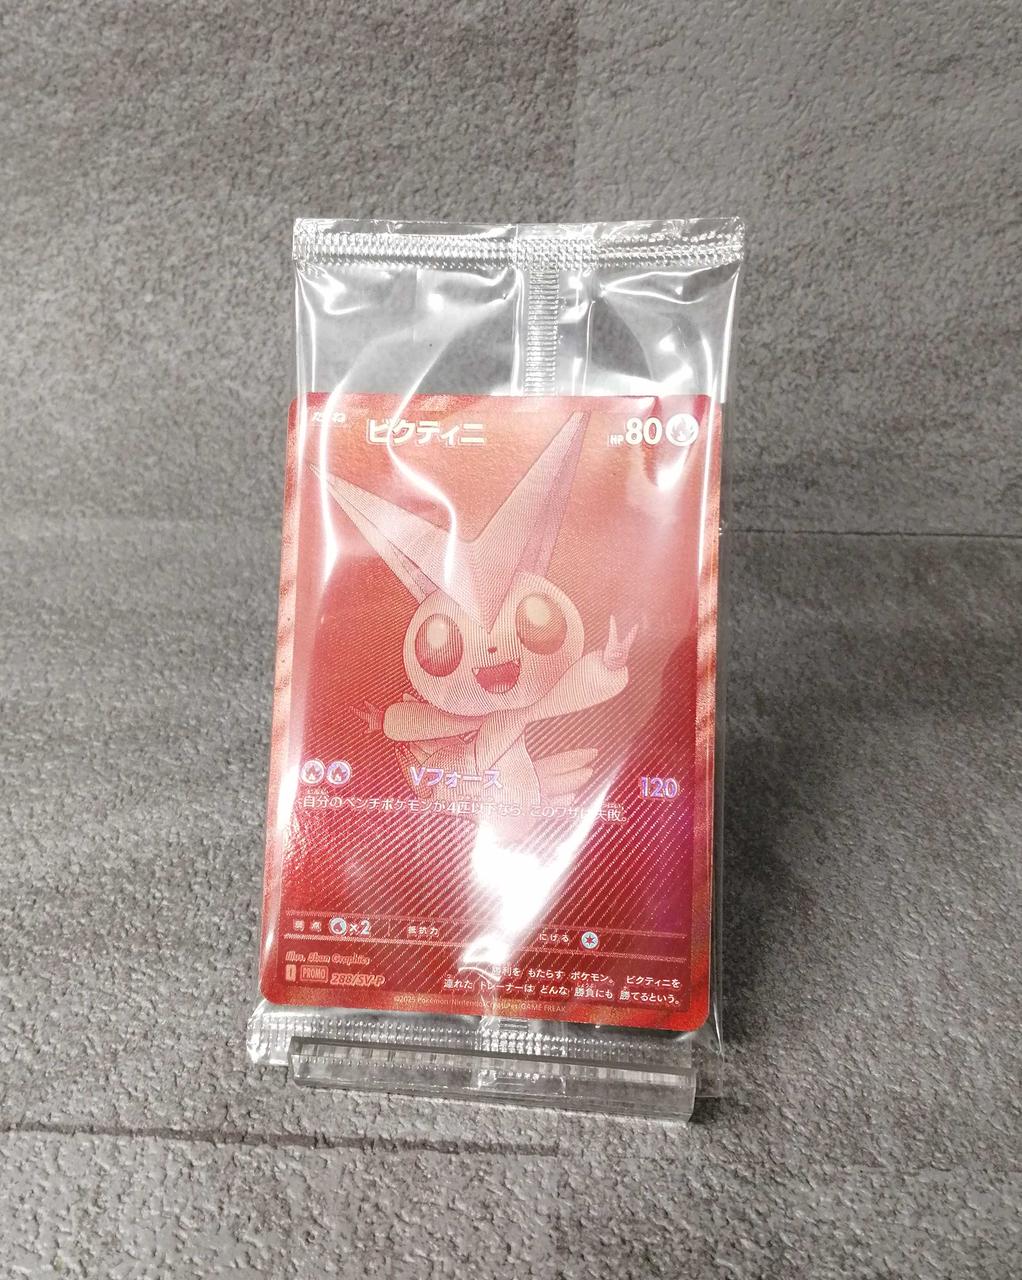 たね ビクティニ HP 80
Vフォース 120
自分のベンチポケモンが4匹以下なら、このワザは失敗。
弱点 ×2 抵抗力 にげる
illus. 5ban Graphics
I PROMO 288/SV-P
勝利を もたらす ポケモン。 ビクティニを
連れた トレーナーは どんな 勝負にも 勝てるという。
©2025 Pokémon/Nintendo/Creatures/GAME FREAK